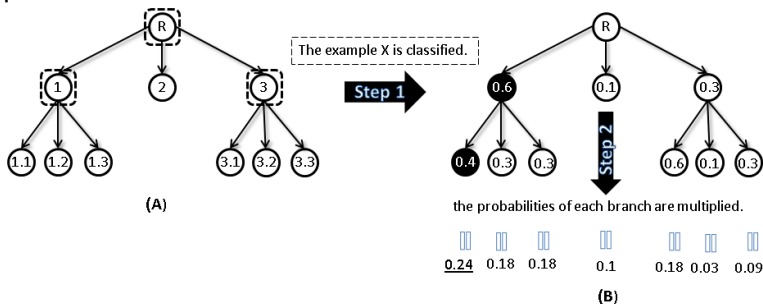 R
R
The example X is classified.
1
2
3
Step 1
0.6
0.1
0.3
1.1 1.2 1.3
3.1 3.2 3.3
0.4 0.3 0.3
Step 2
0.6 0.1 0.3
(A)
the probabilities of each branch are multiplied.
0.24 0.18 0.18 0.1 0.18 0.03 0.09
(B)